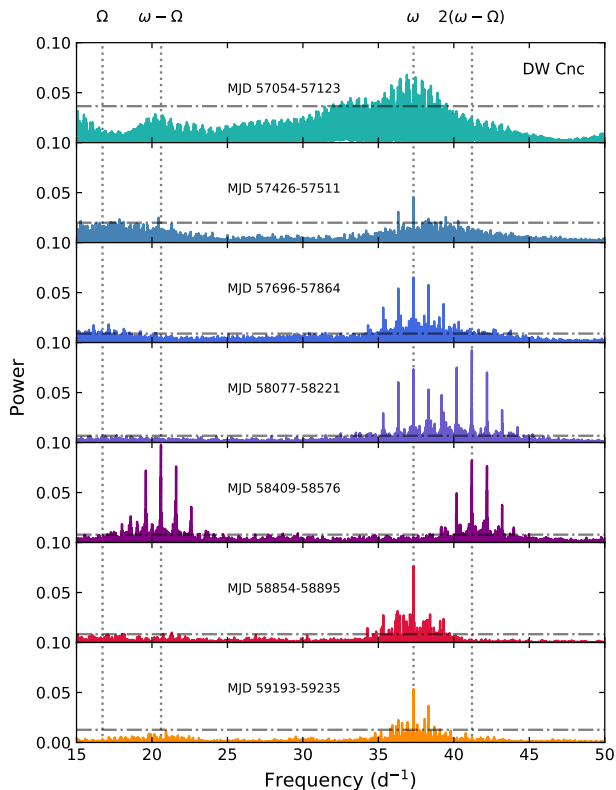 Ω ω − Ω ω 2(ω − Ω)
0.10
DW Cnc
MJD 57054-57123
0.05
0.10
MJD 57426-57511
0.05
0.10
MJD 57696-57864
0.05
0.10
MJD 58077-58221
0.05
0.10
MJD 58409-58576
0.05
0.10
MJD 58854-58895
0.05
0.10
MJD 59193-59235
0.05
0.00
15 20 25 30 35 40 45 50
Power
Frequency (d⁻¹)